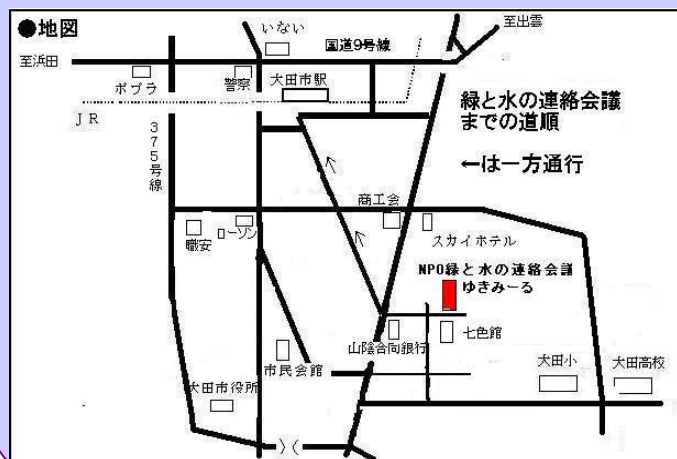 ●地図
いない
至出雲
国道9号線
至浜田
ポプラ
警察
大田市駅
緑と水の連絡会議
までの道順
JR
375号線
←は一方通行
商工会
職安
ローソン
スカイホテル
NPO緑と水の連絡会議
ゆきみーる
山陰合同銀行
七色館
市民会館
大田小
大田高校
大田市役所